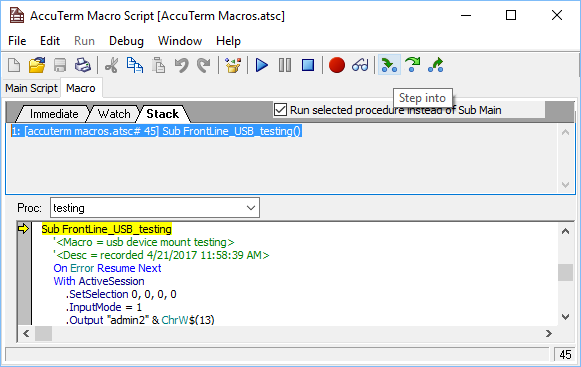 AccuTerm Macro Script [AccuTerm Macros.atsc]
File Edit Run Debug Window Help
Main Script Macro
Immediate Watch Stack Run selected procedure instead of Sub Main
Step into
1: [accuterm macros.atsc# 45] Sub FrontLine_USB_testing()
Proc: testing
Sub FrontLine_USB_testing
'<Macro = usb device mount testing>
'<Desc = recorded 4/21/2017 11:58:39 AM>
On Error Resume Next
With ActiveSession
.SetSelection 0, 0, 0, 0
.InputMode = 1
.Output "admin2" & ChrW$(13)
45